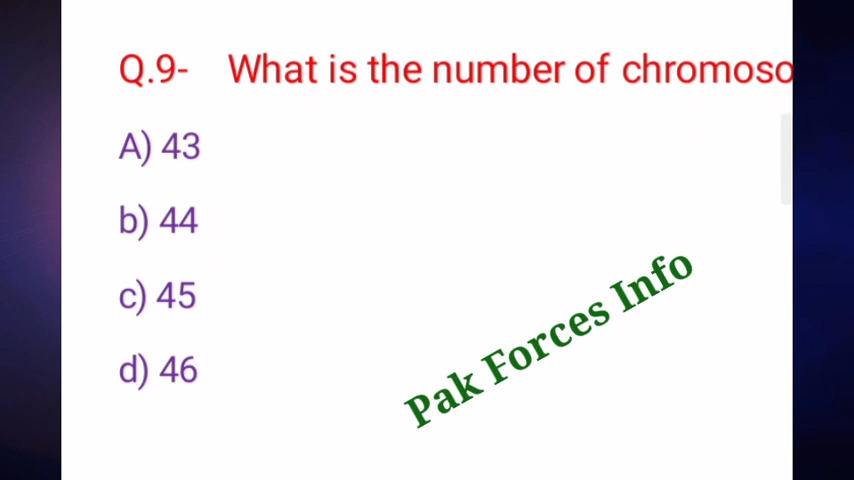 Q.9- What is the number of chromoso
A) 43
b) 44
c) 45
d) 46
Pak Forces Info